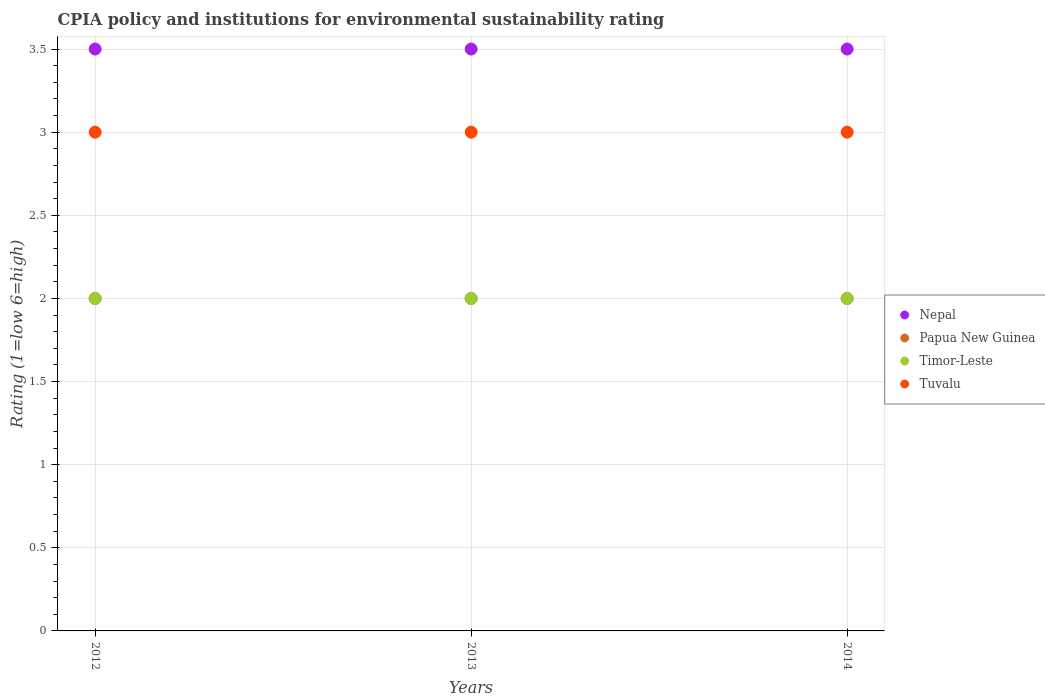 CPIA policy and institutions for environmental sustainability rating
Rating (1=low 6=high)
3.5
3
2.5
2
1.5
1
0.5
0
2012
2013
2014
Years
Nepal
Papua New Guinea
Timor-Leste
Tuvalu